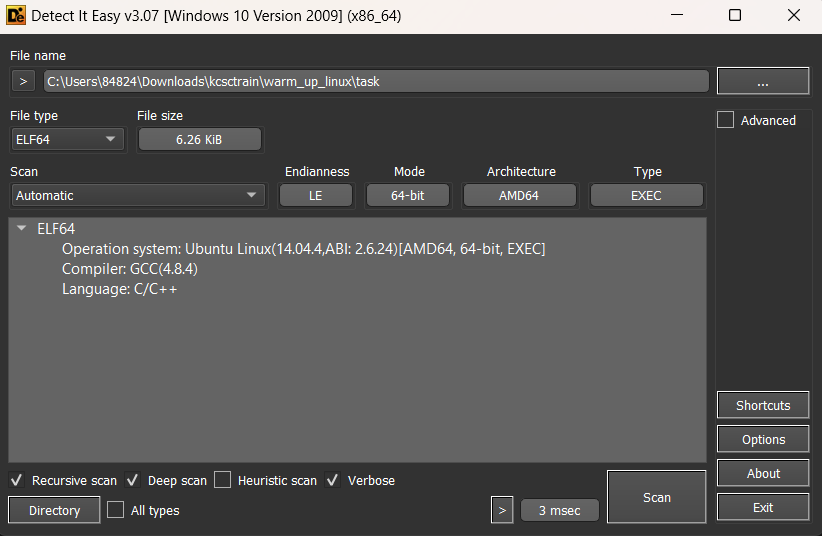 Detect It Easy v3.07 [Windows 10 Version 2009] (x86_64)
File name
> C:\Users\84824\Downloads\kcsctrain\warm_up_linux\task ...
File type File size
ELF64 6.26 KiB
Advanced
Scan Endianness Mode Architecture Type
Automatic LE 64-bit AMD64 EXEC
ELF64
Operation system: Ubuntu Linux(14.04.4,ABI: 2.6.24)[AMD64, 64-bit, EXEC]
Compiler: GCC(4.8.4)
Language: C/C++
Shortcuts
Options
About
Exit
Recursive scan Deep scan Heuristic scan Verbose
Directory All types > 3 msec Scan